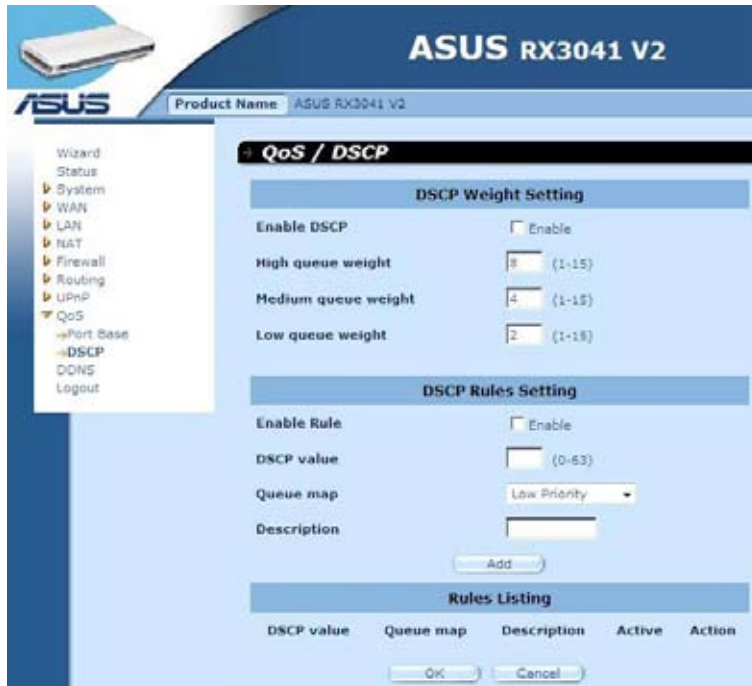 ASUS RX3041 V2
ASUS
Product Name ASUS RX3041 V2
Wizard
Status
System
WAN
LAN
NAT
Firewall
Routing
UPnP
QoS
Port Base
DSCP
DDNS
Logout
QoS / DSCP
DSCP Weight Setting
Enable DSCP Enable
High queue weight 8 (1-15)
Medium queue weight 4 (1-15)
Low queue weight 2 (1-15)
DSCP Rules Setting
Enable Rule Enable
DSCP value (0-63)
Queue map Low Priority
Description
Add
Rules Listing
DSCP value Queue map Description Active Action
OK Cancel